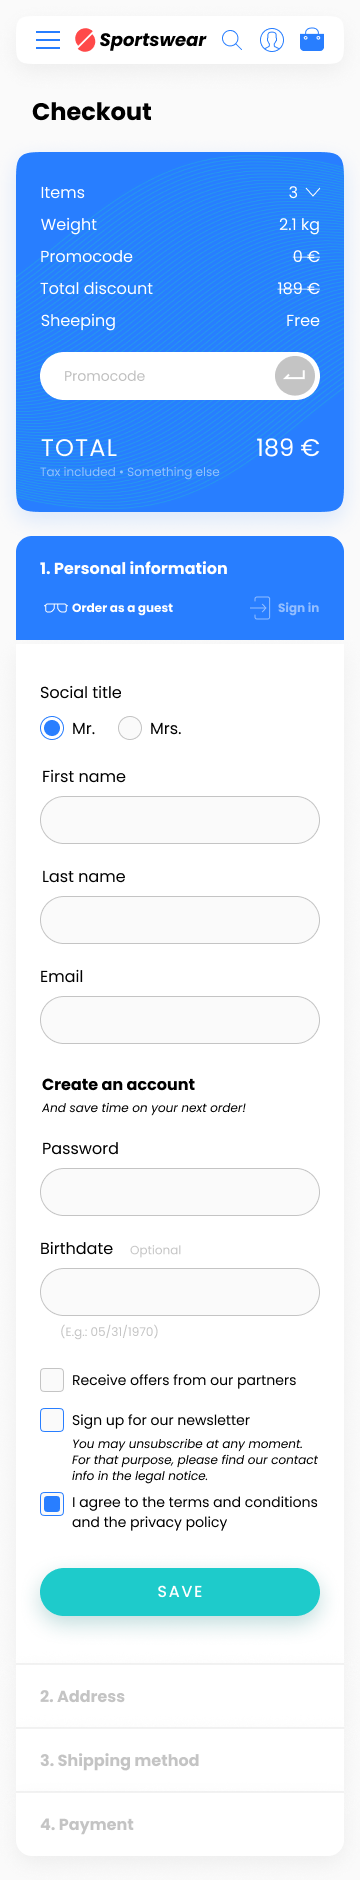 Sportswear
Checkout
Items 3
Weight 2.1 kg
Promocode 0 €
Total discount 189 €
Sheeping Free
Promocode
TOTAL 189 €
Tax included • Something else
1. Personal information
Order as a guest Sign in
Social title
Mr. Mrs.
First name
Last name
Email
Create an account
And save time on your next order!
Password
Birthdate Optional
(E.g.: 05/31/1970)
Receive offers from our partners
Sign up for our newsletter
You may unsubscribe at any moment.
For that purpose, please find our contact
info in the legal notice.
I agree to the terms and conditions
and the privacy policy
SAVE
2. Address
3. Shipping method
4. Payment